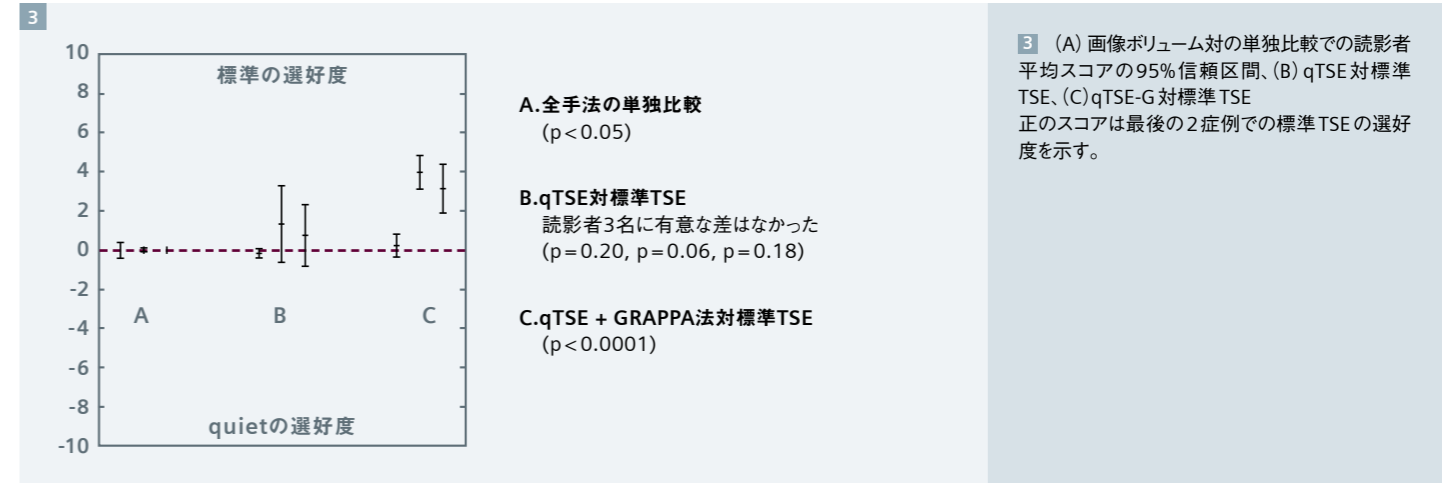 3
10
標準の選好度
8
6
4
2
0
-2
-4
-6
-8
-10
A
B
C
quietの選好度
A.全手法の単独比較
(p<0.05)
B.qTSE対標準TSE
読影者3名に有意な差はなかった
(p=0.20, p=0.06, p=0.18)
C.qTSE + GRAPPA法対標準TSE
(p<0.0001)
3 (A) 画像ボリューム対の単独比較での読影者
平均スコアの95%信頼区間、(B) qTSE対標準
TSE、(C)qTSE-G対標準TSE
正のスコアは最後の2症例での標準TSEの選好
度を示す。